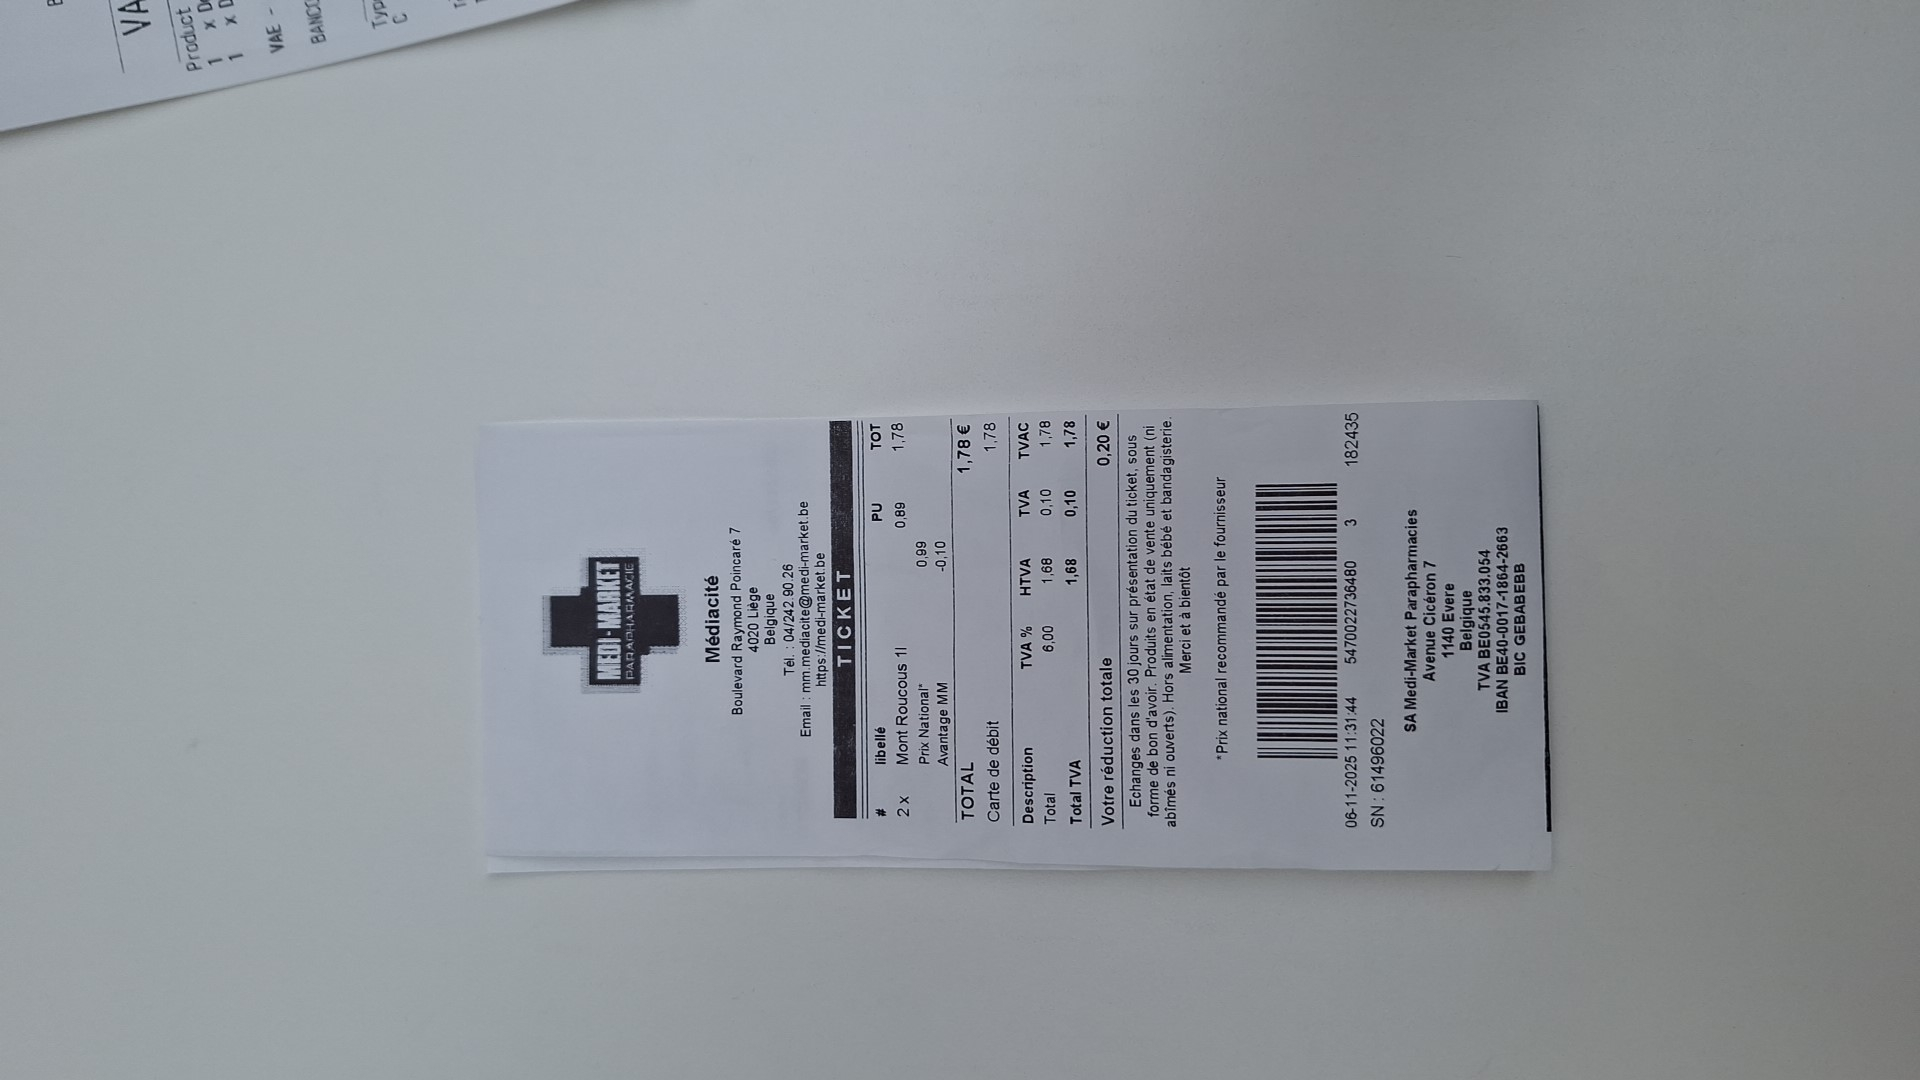 VA
Product
1 x D
1 x D
VAE -
BANCO
Typ
C
MEDI-MARKET
PARAPHARMACIE
Médiacité
Boulevard Raymond Poincaré 7
4020 Liège
Belgique
Tél. : 04/242.90.26
Email : mm.mediacite@medi-market.be
https://medi-market.be
TICKET
# libellé PU TOT
2 x Mont Roucous 1l 0,89 1,78
Prix National* 0,99
Avantage MM -0,10
TOTAL 1,78 €
Carte de débit 1,78
Description TVA % HTVA TVA TVAC
Total 6,00 1,68 0,10 1,78
Total TVA 1,68 0,10 1,78
Votre réduction totale 0,20 €
Echanges dans les 30 jours sur présentation du ticket, sous
forme de bon d'avoir. Produits en état de vente uniquement (ni
abîmés ni ouverts). Hors alimentation, laits bébé et bandagisterie.
Merci et à bientôt
*Prix national recommandé par le fournisseur
06-11-2025 11:31:44 5470022736480 3 182435
SN : 61496022
SA Medi-Market Parapharmacies
Avenue Cicéron 7
1140 Evere
Belgique
TVA BE0545.833.054
IBAN BE40-0017-1864-2663
BIC GEBABEBB